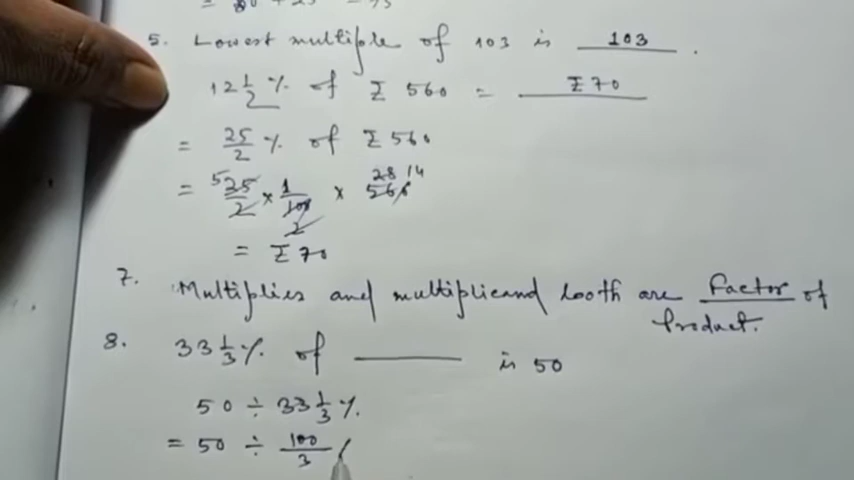 5. Lowest multiple of 103 is 103.
12 1/2 % of ₹ 560 = ₹ 70
= 25/2 % of ₹ 560
= 5 25/2 × 1/100 2 × 560 28 14
= ₹ 70
7. Multiplier and multiplicand both are Factor of
Product.
8. 33 1/3 % of ______ is 50
50 ÷ 33 1/3 %.
= 50 ÷ 100/3